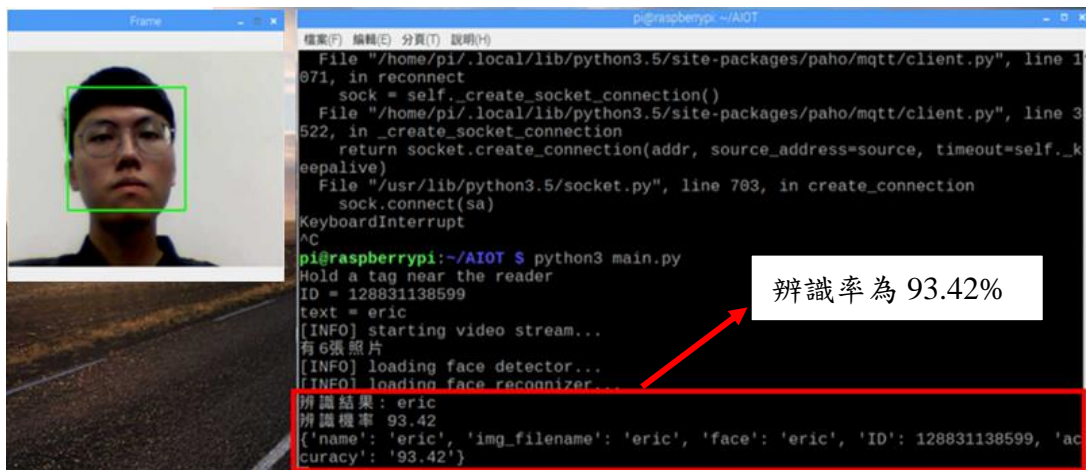 Frame
pi@raspberrypi: ~/AIOT
檔案(F) 編輯(E) 分頁(T) 說明(H)
File "/home/pi/.local/lib/python3.5/site-packages/paho/mqtt/client.py", line 1
071, in reconnect
sock = self._create_socket_connection()
File "/home/pi/.local/lib/python3.5/site-packages/paho/mqtt/client.py", line 3
522, in _create_socket_connection
return socket.create_connection(addr, source_address=source, timeout=self._k
eepalive)
File "/usr/lib/python3.5/socket.py", line 703, in create_connection
sock.connect(sa)
KeyboardInterrupt
^C
pi@raspberrypi:~/AIOT $ python3 main.py
Hold a tag near the reader
ID = 128831138599
text = eric
[INFO] starting video stream...
有6張照片
[INFO] loading face detector...
[INFO] loading face recognizer...
辨識結果: eric
辨識機率 93.42
{'name': 'eric', 'img_filename': 'eric', 'face': 'eric', 'ID': 128831138599, 'ac
curacy': '93.42'}
辨識率為 93.42%